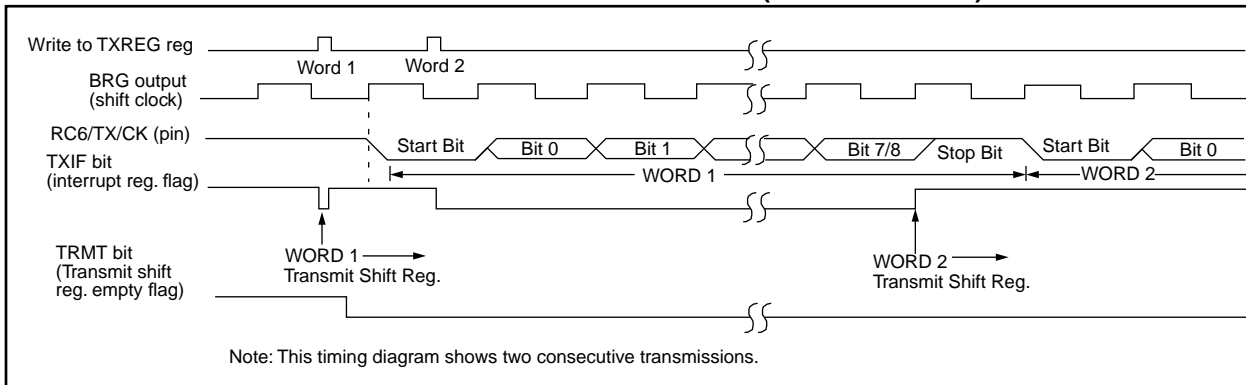 Write to TXREG reg
Word 1
Word 2
BRG output
(shift clock)
RC6/TX/CK (pin)
Start Bit
Bit 0
Bit 1
Bit 7/8
Stop Bit
Start Bit
Bit 0
TXIF bit
(interrupt reg. flag)
WORD 1
WORD 2
TRMT bit
(Transmit shift
reg. empty flag)
WORD 1
Transmit Shift Reg.
WORD 2
Transmit Shift Reg.
Note: This timing diagram shows two consecutive transmissions.